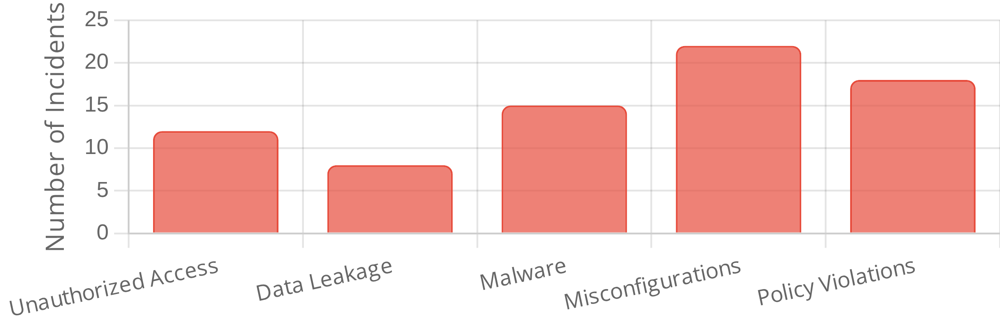 Number of Incidents
25
20
15
10
5
0
Unauthorized Access
Data Leakage
Malware
Misconfigurations
Policy Violations